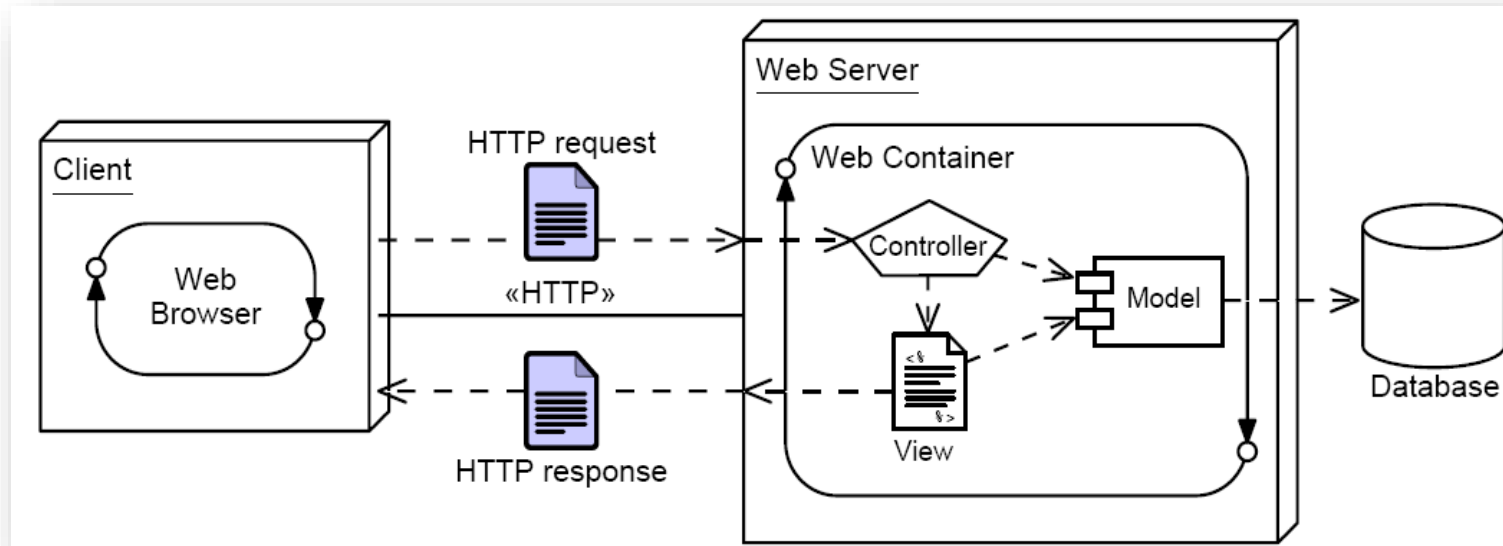 Web Server
Client
HTTP request
Web Container
Controller
Web
Browser
«HTTP»
Model
<%
%>
View
HTTP response
Database